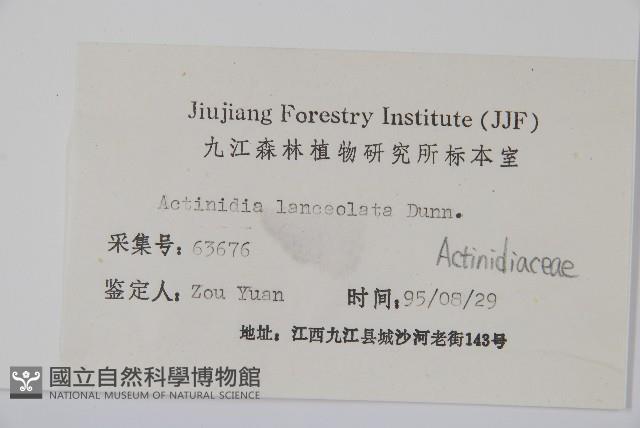 Jiujiang Forestry Institute (JJF)
九江森林植物研究所标本室
Actinidia lanceolata Dunn.
采集号: 63676
Actinidiaceae
鉴定人: Zou Yuan 时间: 95/08/29
地址: 江西九江县城沙河老街143号
國立自然科學博物館
NATIONAL MUSEUM OF NATURAL SCIENCE